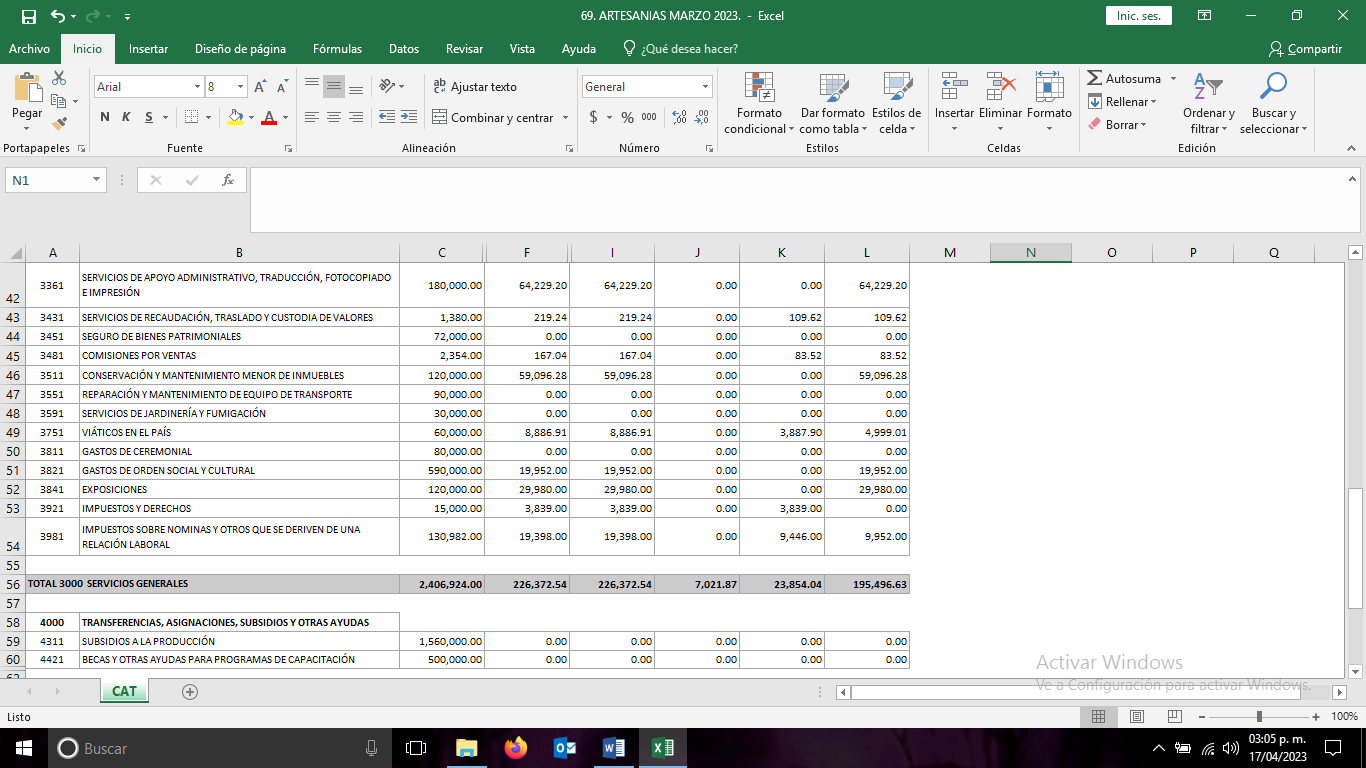 69. ARTESANIAS MARZO 2023. - Excel
Inic. ses.
Archivo Inicio Insertar Diseño de página Fórmulas Datos Revisar Vista Ayuda ¿Qué desea hacer? Compartir
Pegar
Portapapeles
Arial 8
N K S
Fuente
Ajustar texto
Combinar y centrar
Alineación
General
$ % 000
Número
Formato condicional
Dar formato como tabla
Estilos de celda
Estilos
Insertar Eliminar Formato
Celdas
Autosuma
Rellenar
Borrar
Ordenar y filtrar
Buscar y seleccionar
Edición
N1 fx
A B C F I J K L M N O P Q
42 3361 SERVICIOS DE APOYO ADMINISTRATIVO, TRADUCCIÓN, FOTOCOPIADO
E IMPRESIÓN 180,000.00 64,229.20 64,229.20 0.00 0.00 64,229.20
43 3431 SERVICIOS DE RECAUDACIÓN, TRASLADO Y CUSTODIA DE VALORES 1,380.00 219.24 219.24 0.00 109.62 109.62
44 3451 SEGURO DE BIENES PATRIMONIALES 72,000.00 0.00 0.00 0.00 0.00 0.00
45 3481 COMISIONES POR VENTAS 2,354.00 167.04 167.04 0.00 83.52 83.52
46 3511 CONSERVACIÓN Y MANTENIMIENTO MENOR DE INMUEBLES 120,000.00 59,096.28 59,096.28 0.00 0.00 59,096.28
47 3551 REPARACIÓN Y MANTENIMIENTO DE EQUIPO DE TRANSPORTE 90,000.00 0.00 0.00 0.00 0.00 0.00
48 3591 SERVICIOS DE JARDINERÍA Y FUMIGACIÓN 30,000.00 0.00 0.00 0.00 0.00 0.00
49 3751 VIÁTICOS EN EL PAÍS 60,000.00 8,886.91 8,886.91 0.00 3,887.90 4,999.01
50 3811 GASTOS DE CEREMONIAL 80,000.00 0.00 0.00 0.00 0.00 0.00
51 3821 GASTOS DE ORDEN SOCIAL Y CULTURAL 590,000.00 19,952.00 19,952.00 0.00 0.00 19,952.00
52 3841 EXPOSICIONES 120,000.00 29,980.00 29,980.00 0.00 0.00 29,980.00
53 3921 IMPUESTOS Y DERECHOS 15,000.00 3,839.00 3,839.00 0.00 3,839.00 0.00
54 3981 IMPUESTOS SOBRE NOMINAS Y OTROS QUE SE DERIVEN DE UNA
RELACIÓN LABORAL 130,982.00 19,398.00 19,398.00 0.00 9,446.00 9,952.00
55
56 TOTAL 3000 SERVICIOS GENERALES 2,406,924.00 226,372.54 226,372.54 7,021.87 23,854.04 195,496.63
57
58 4000 TRANSFERENCIAS, ASIGNACIONES, SUBSIDIOS Y OTRAS AYUDAS
59 4311 SUBSIDIOS A LA PRODUCCIÓN 1,560,000.00 0.00 0.00 0.00 0.00 0.00
60 4421 BECAS Y OTRAS AYUDAS PARA PROGRAMAS DE CAPACITACIÓN 500,000.00 0.00 0.00 0.00 0.00 0.00
Activar Windows
Ve a Configuración para activar Windows.
CAT
Listo 100%
Buscar
03:05 p. m.
17/04/2023